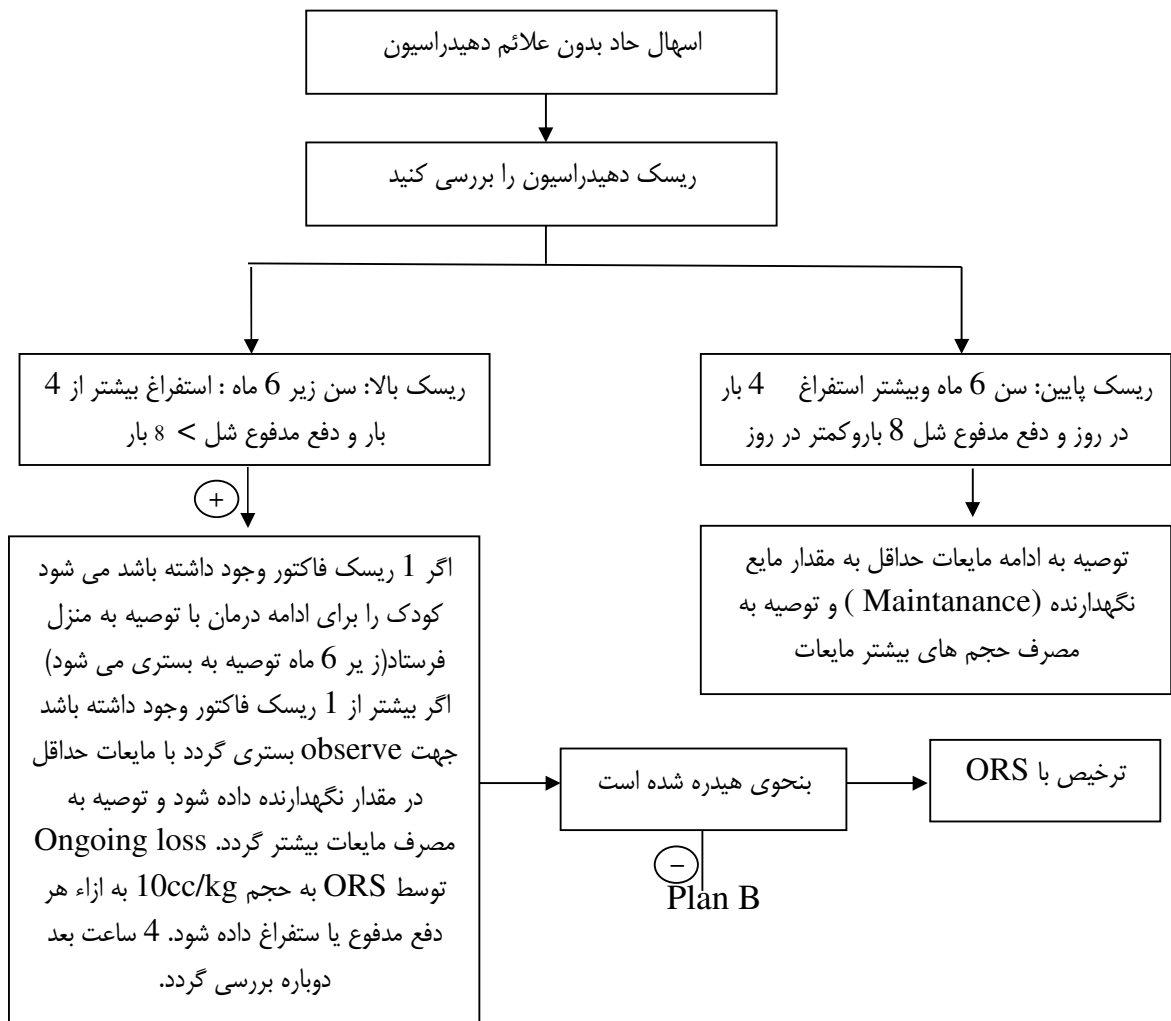 اسهال حاد بدون علائم دهیدراسیون
ریسک دهیدراسیون را بررسی کنید
ریسک بالا: سن زیر 6 ماه : استفراغ بیشتر از 4
بار و دفع مدفوع شل > 8 بار
ریسک پایین: سن 6 ماه وبیشتر استفراغ 4 بار
در روز و دفع مدفوع شل 8 باروکمتر در روز
+
اگر 1 ریسک فاکتور وجود داشته باشد می شود
کودک را برای ادامه درمان با توصیه به منزل
فرستاد(ز یر 6 ماه توصیه به بستری می شود)
اگر بیشتر از 1 ریسک فاکتور وجود داشته باشد
جهت observe بستری گردد با مایعات حداقل
در مقدار نگهدارنده داده شود و توصیه به
مصرف مایعات بیشتر گردد. Ongoing loss
توسط ORS به حجم 10cc/kg به ازاء هر
دفع مدفوع یا ستفراغ داده شود. 4 ساعت بعد
دوباره بررسی گردد.
توصیه به ادامه مایعات حداقل به مقدار مایع
نگهدارنده (Maintanance ) و توصیه به
مصرف حجم های بیشتر مایعات
بنحوی هیدره شده است
ترخیص با ORS
−
Plan B